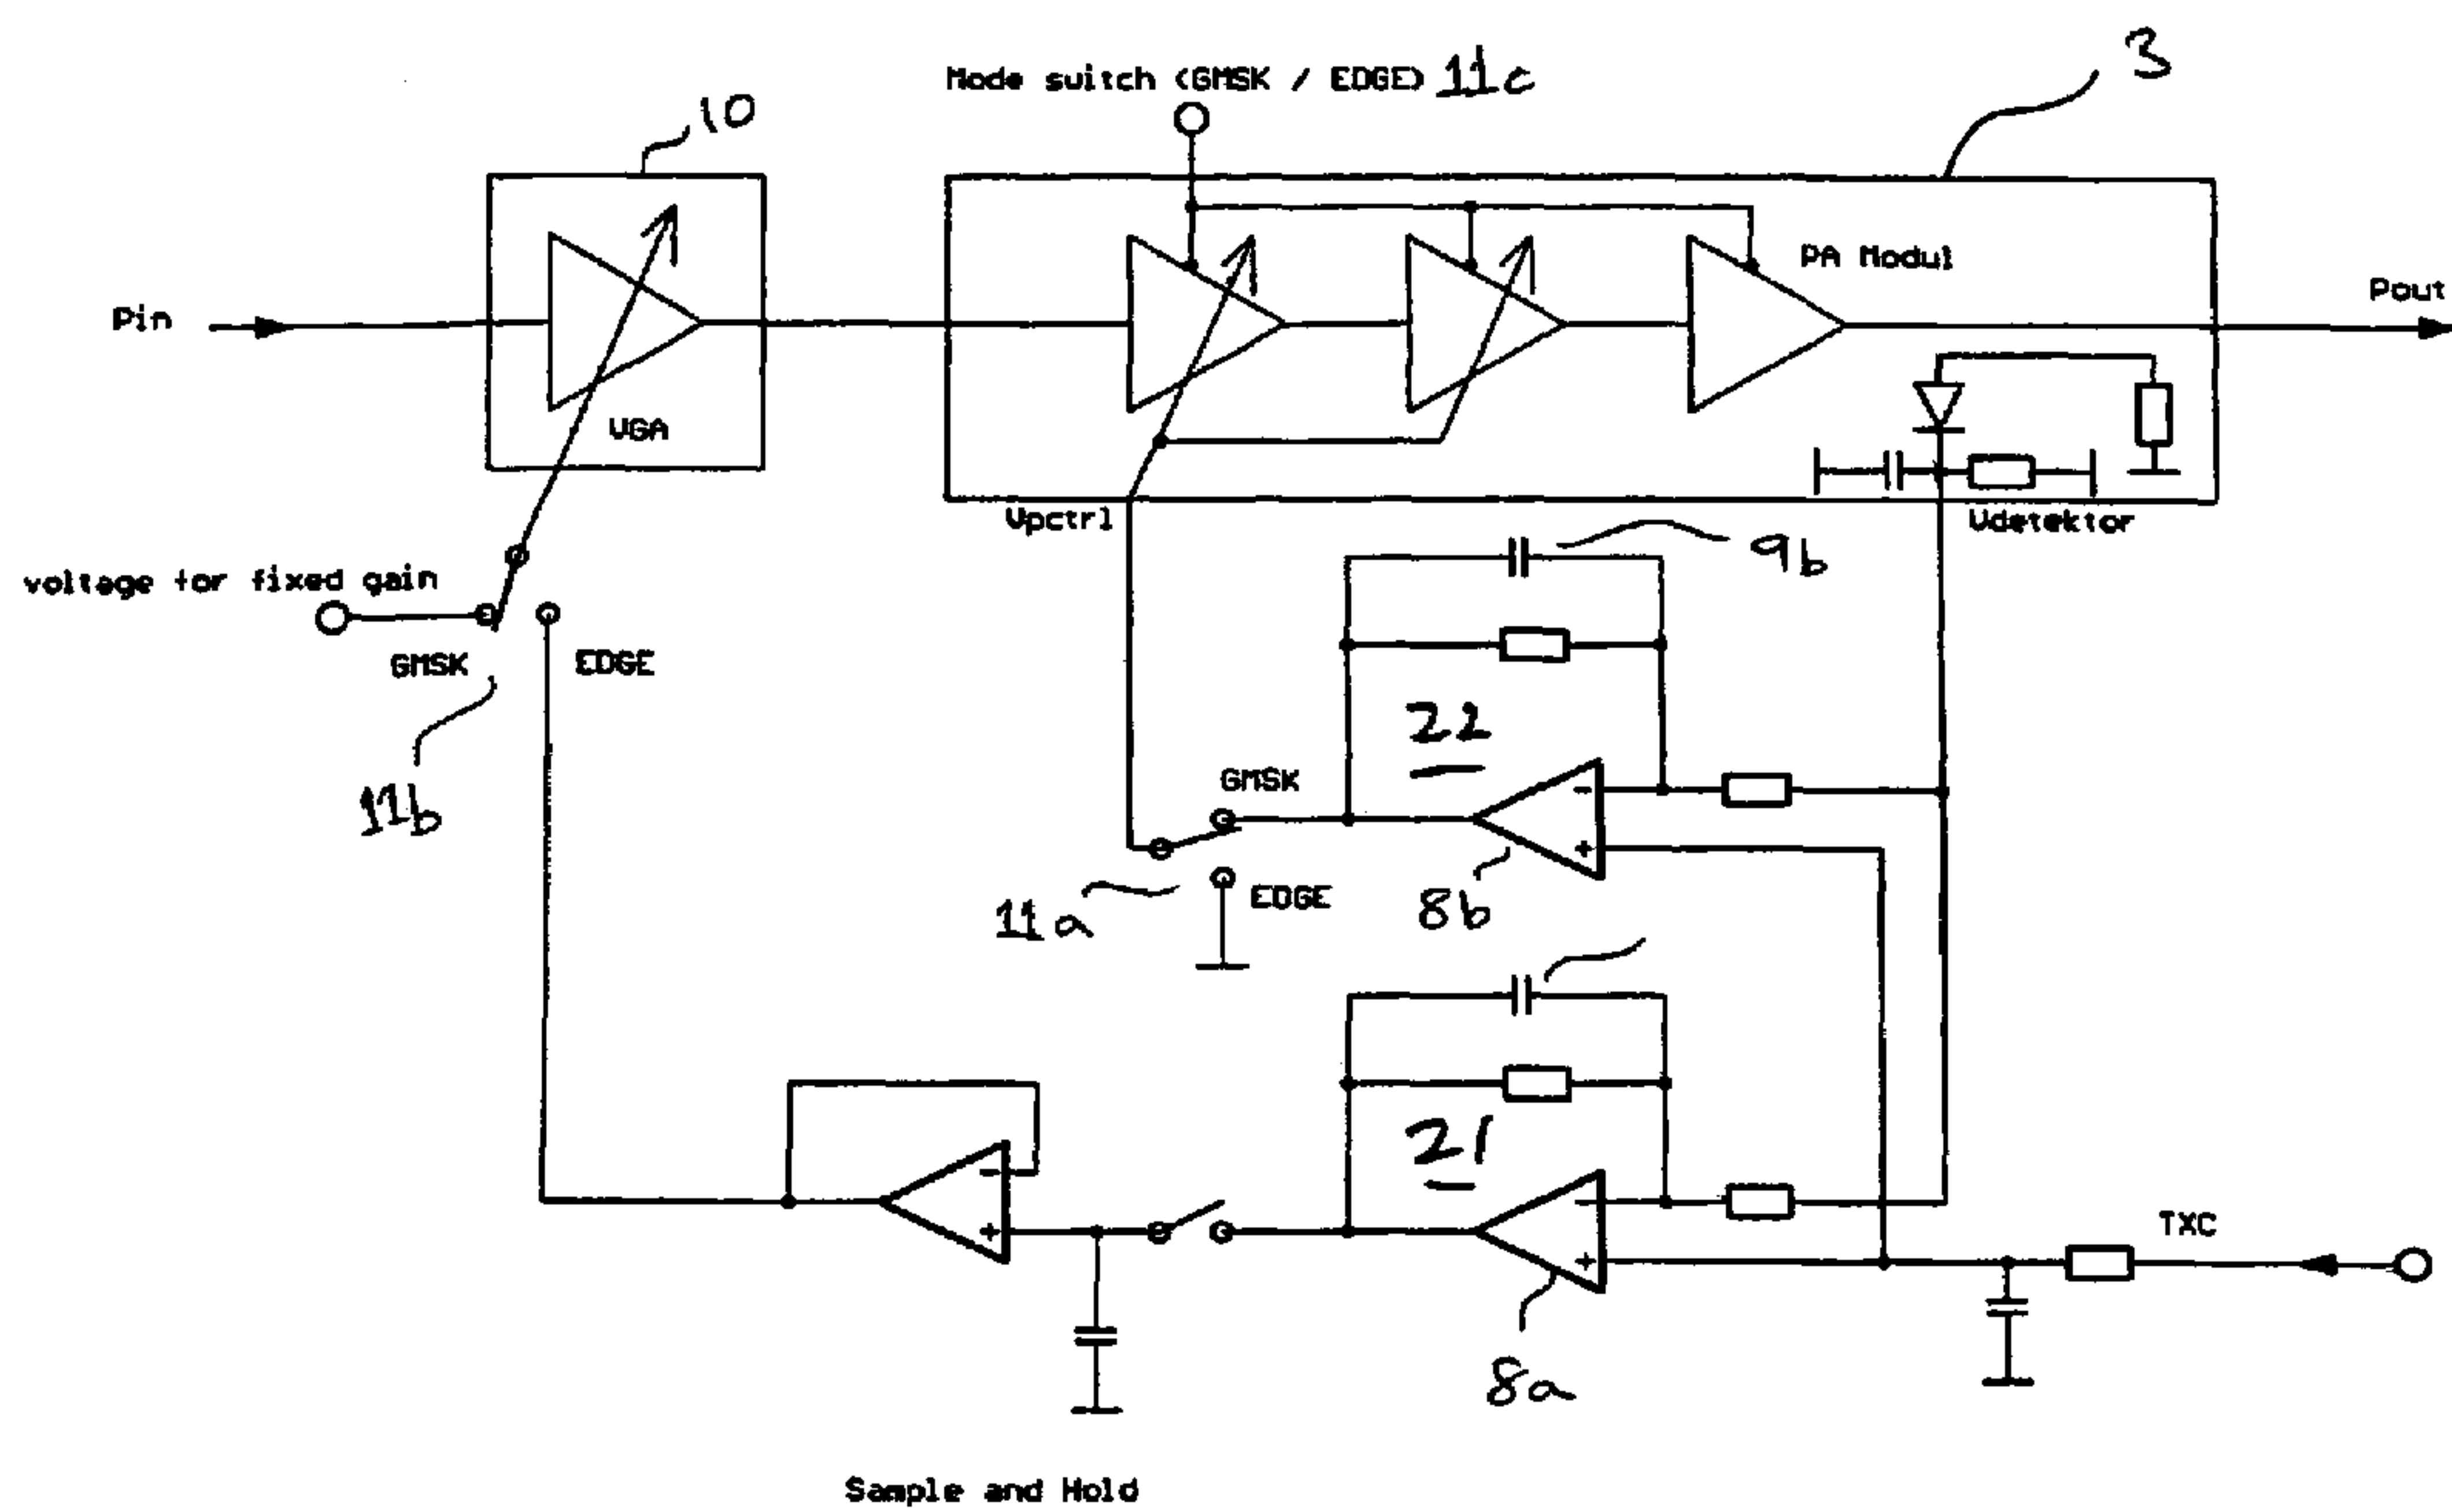 Mode switch (GMSK / EDGE) 11c
3
10
PA Modul
Pin
Pout
VGA
Vpctrl
Vdetektor
9b
voltage for fixed gain
GMSK
EDGE
22
GMSK
-
11b
+
EDGE
8b
11a
21
-
-
TXC
+
+
8a
Sample and Hold